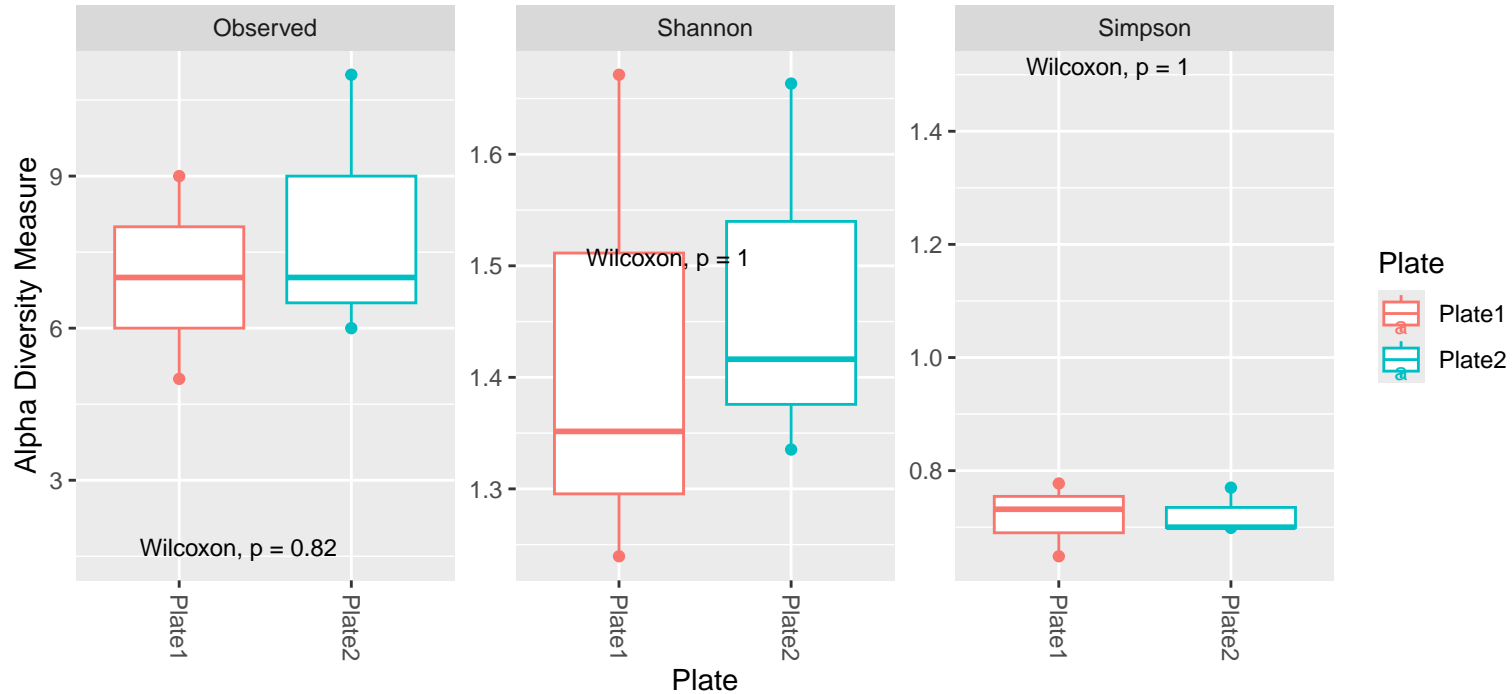 Observed
Shannon
Simpson
Alpha Diversity Measure
9
6
3
Wilcoxon, p = 0.82
Plate1
Plate2
1.6
1.5
1.4
1.3
Wilcoxon, p = 1
Plate1
Plate2
1.4
1.2
1.0
0.8
Wilcoxon, p = 1
Plate1
Plate2
Plate
Plate
a
Plate1
a
Plate2